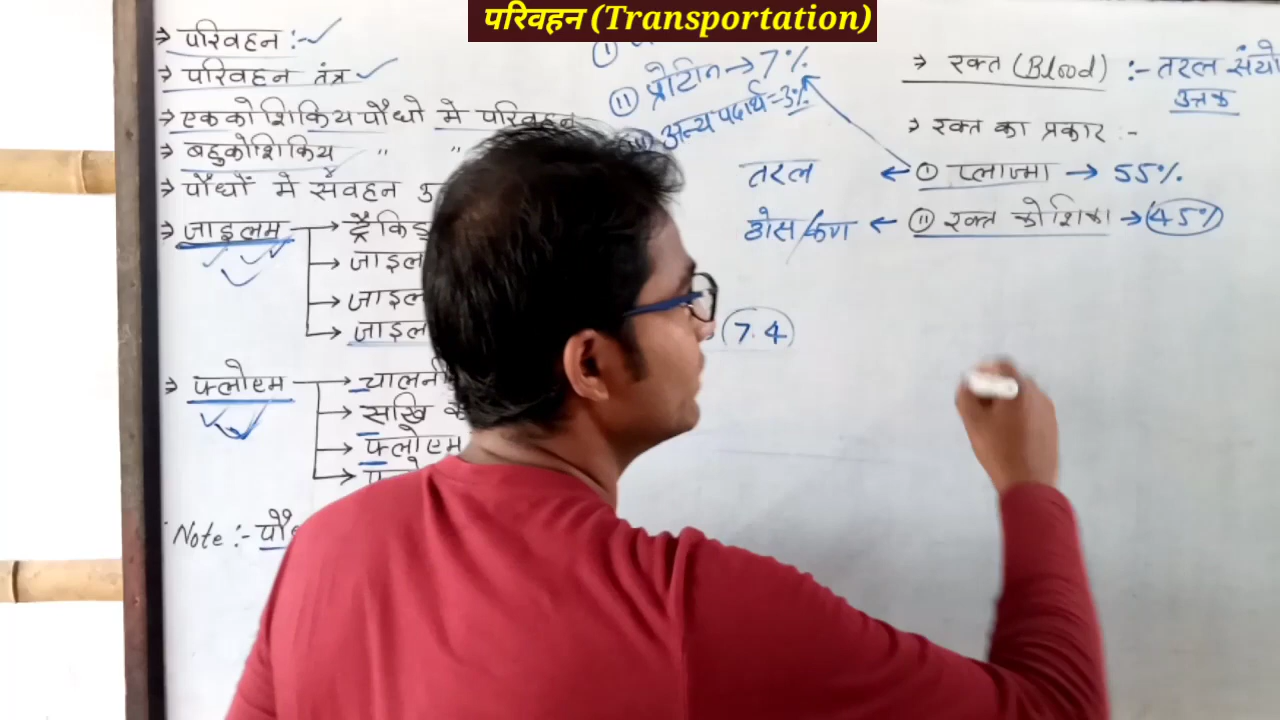 परिवहन (Transportation)
→ परिवहन :-
→ परिवहन तंत्र
→ एककोशिकिय पौधो मे परिवहन
→ बहुकोशिकिय " "
→ पौधों मे संवहन
→ जाइलम → ट्रैकिड
→ जाइल
→ जाइल
→ जाइल
→ फ्लोएम → चालनी
→ सखि
→ फ्लोएम
Note :-
(I)
(II) प्रोटीन → 7%
अन्य पदार्थ = 3%
7.4
→ रक्त (Blood) :- तरल संयो
उत्तक
→ रक्त का प्रकार :-
तरल ← (I) प्लाज्मा → 55%
ठोस/कण ← (II) रक्त कोशिका → 45%